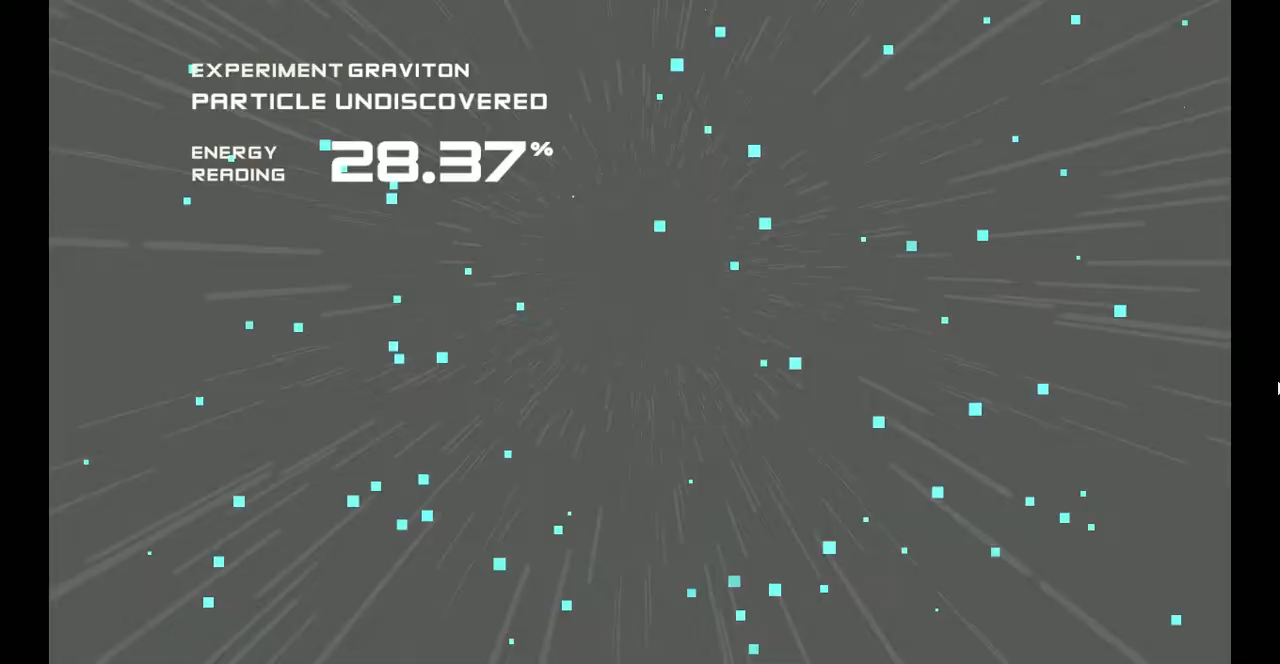 EXPERIMENT GRAVITON
PARTICLE UNDISCOVERED
ENERGY
READING
28.37%